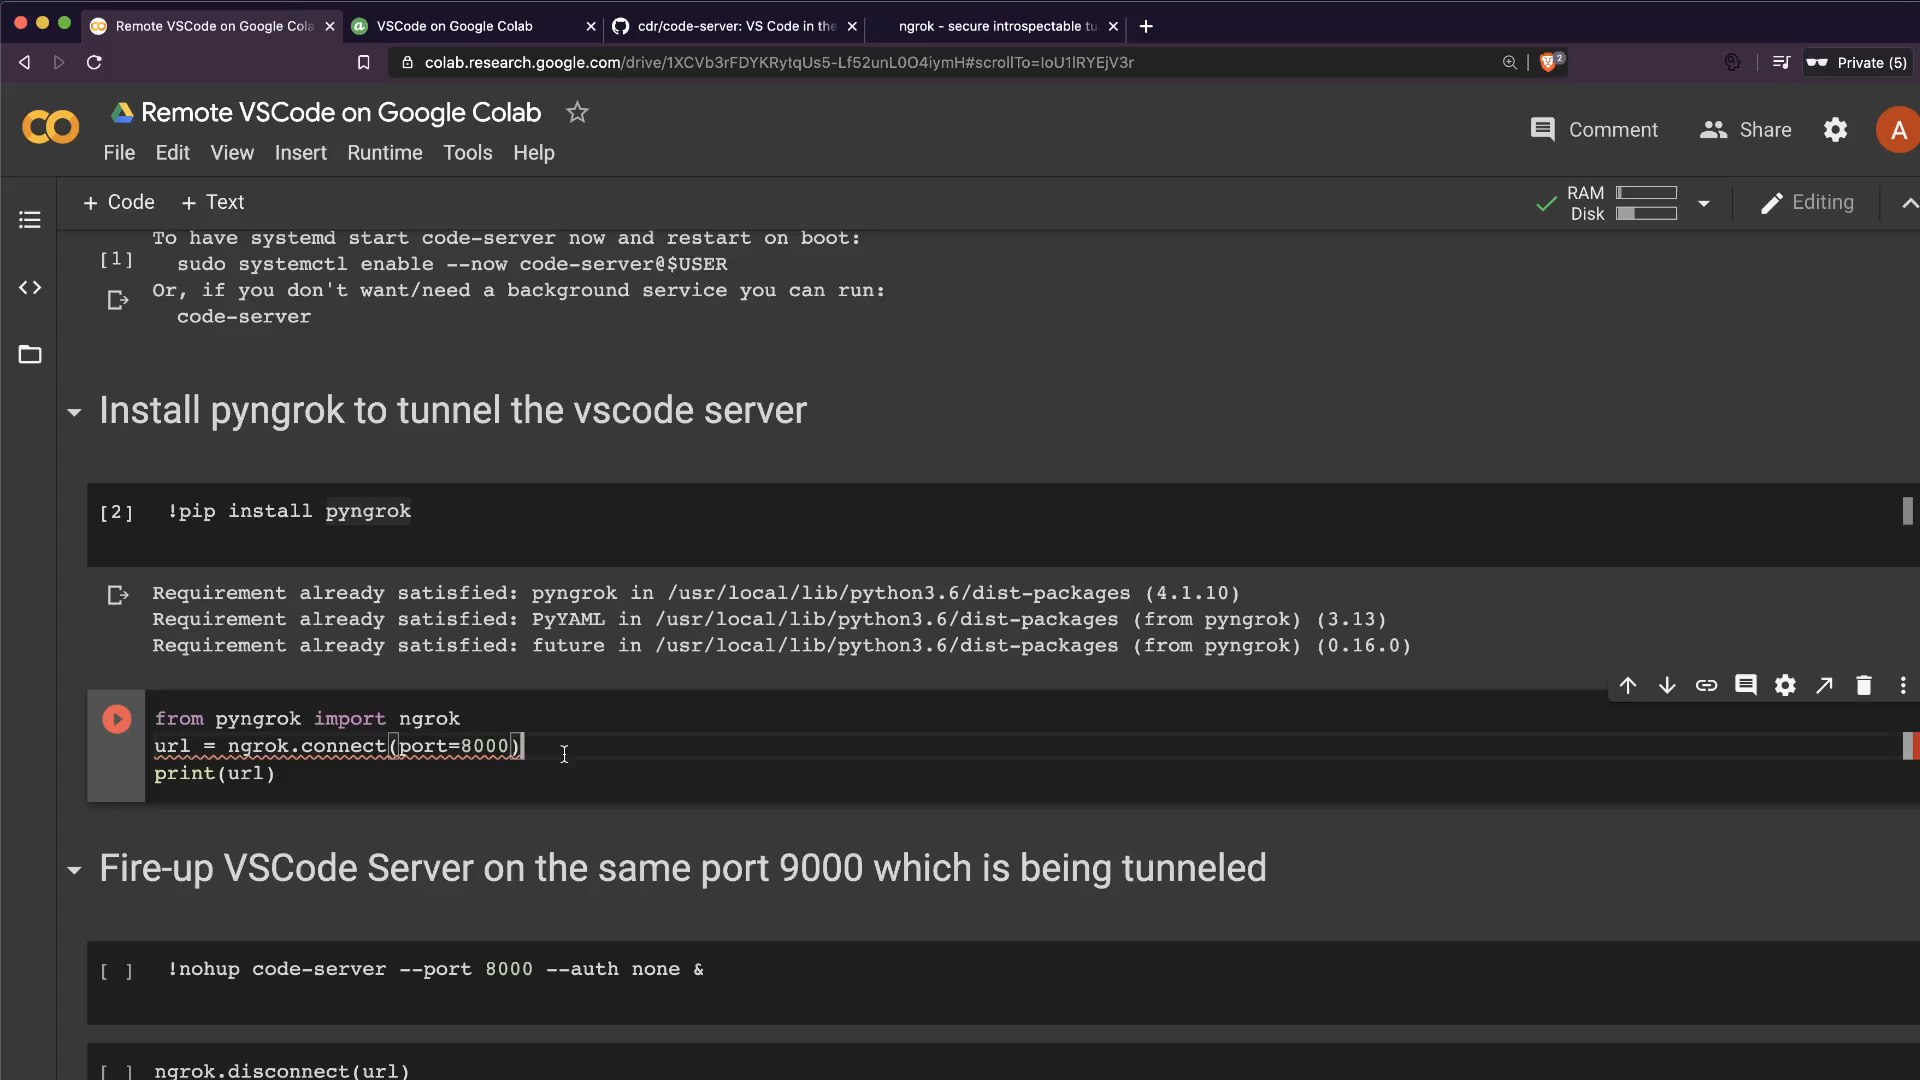 Remote VSCode on Google Cola
VSCode on Google Colab
cdr/code-server: VS Code in the
ngrok - secure introspectable tu
colab.research.google.com/drive/1XCVb3rFDYKRytqUs5-Lf52unL0O4iymH#scrollTo=IoU1lRYEjV3r
2
Private (5)
CO
Remote VSCode on Google Colab
Comment
Share
A
File Edit View Insert Runtime Tools Help
+ Code + Text
RAM
Disk
Editing
To have systemd start code-server now and restart on boot:
[1]
sudo systemctl enable --now code-server@$USER
Or, if you don't want/need a background service you can run:
code-server
Install pyngrok to tunnel the vscode server
[2] !pip install pyngrok
Requirement already satisfied: pyngrok in /usr/local/lib/python3.6/dist-packages (4.1.10)
Requirement already satisfied: PyYAML in /usr/local/lib/python3.6/dist-packages (from pyngrok) (3.13)
Requirement already satisfied: future in /usr/local/lib/python3.6/dist-packages (from pyngrok) (0.16.0)
from pyngrok import ngrok
url = ngrok.connect(port=8000)
print(url)
Fire-up VSCode Server on the same port 9000 which is being tunneled
[ ] !nohup code-server --port 8000 --auth none &
[ ] ngrok.disconnect(url)